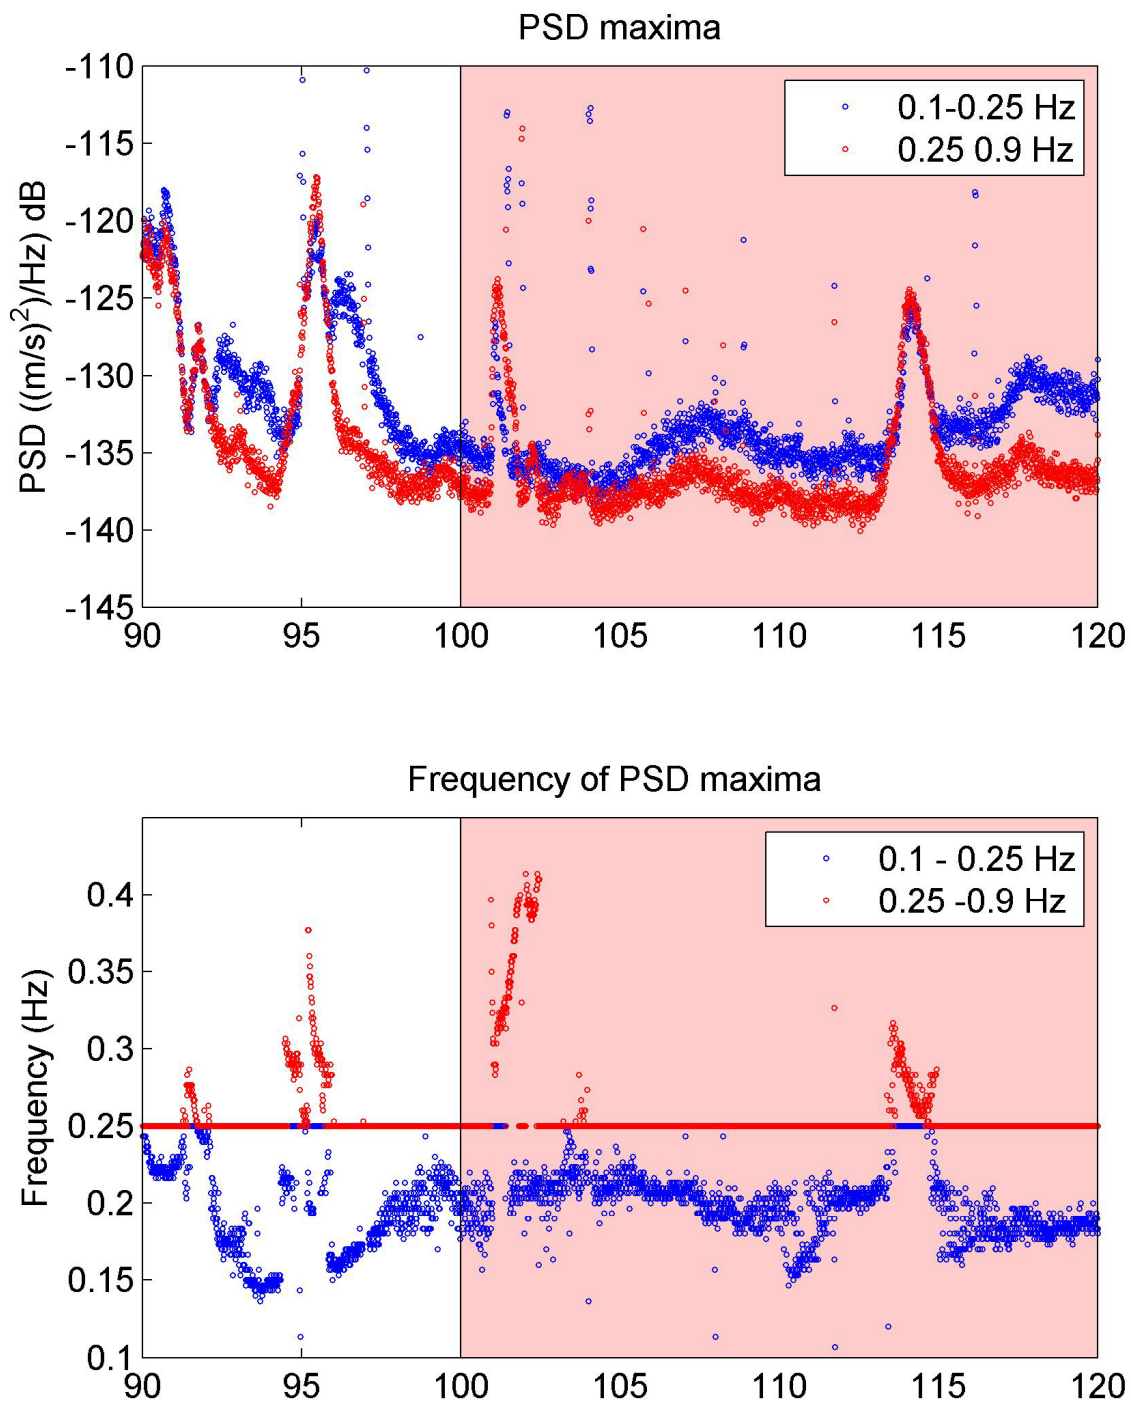 PSD maxima
-110
-115
-120
-125
-130
-135
-140
-145
PSD ((m/s)²)/Hz) dB
0.1-0.25 Hz
0.25 0.9 Hz
90 95 100 105 110 115 120
Frequency of PSD maxima
0.4
0.35
0.3
0.25
0.2
0.15
0.1
Frequency (Hz)
0.1 - 0.25 Hz
0.25 -0.9 Hz
90 95 100 105 110 115 120